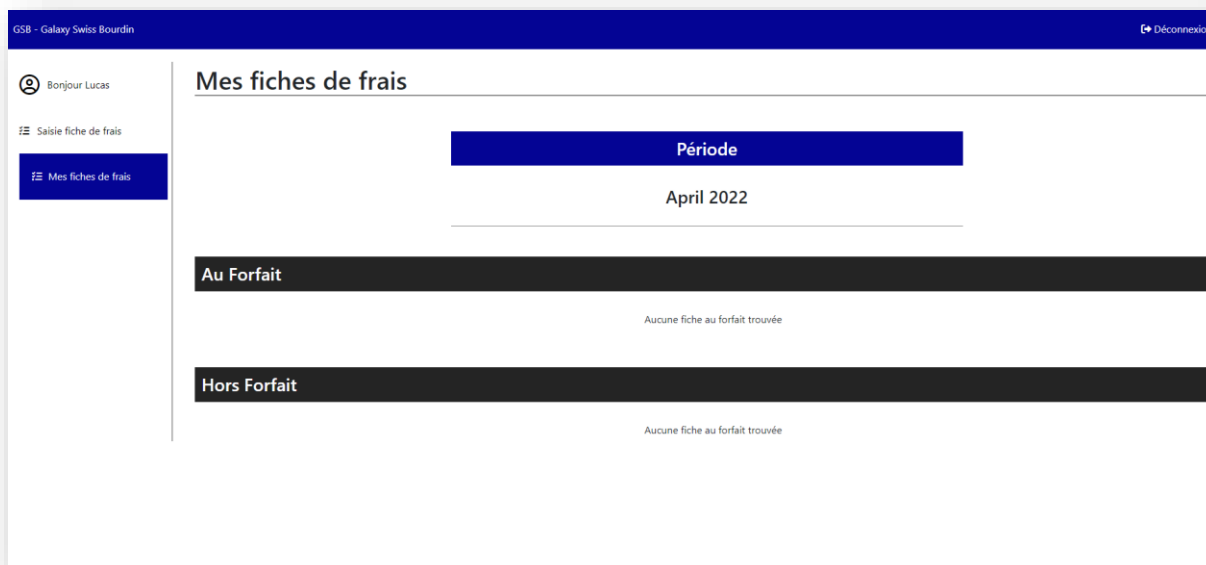 GSB - Galaxy Swiss Bourdin
Déconnexio
Bonjour Lucas
Saisie fiche de frais
Mes fiches de frais
Mes fiches de frais
Période
April 2022
Au Forfait
Aucune fiche au forfait trouvée
Hors Forfait
Aucune fiche au forfait trouvée